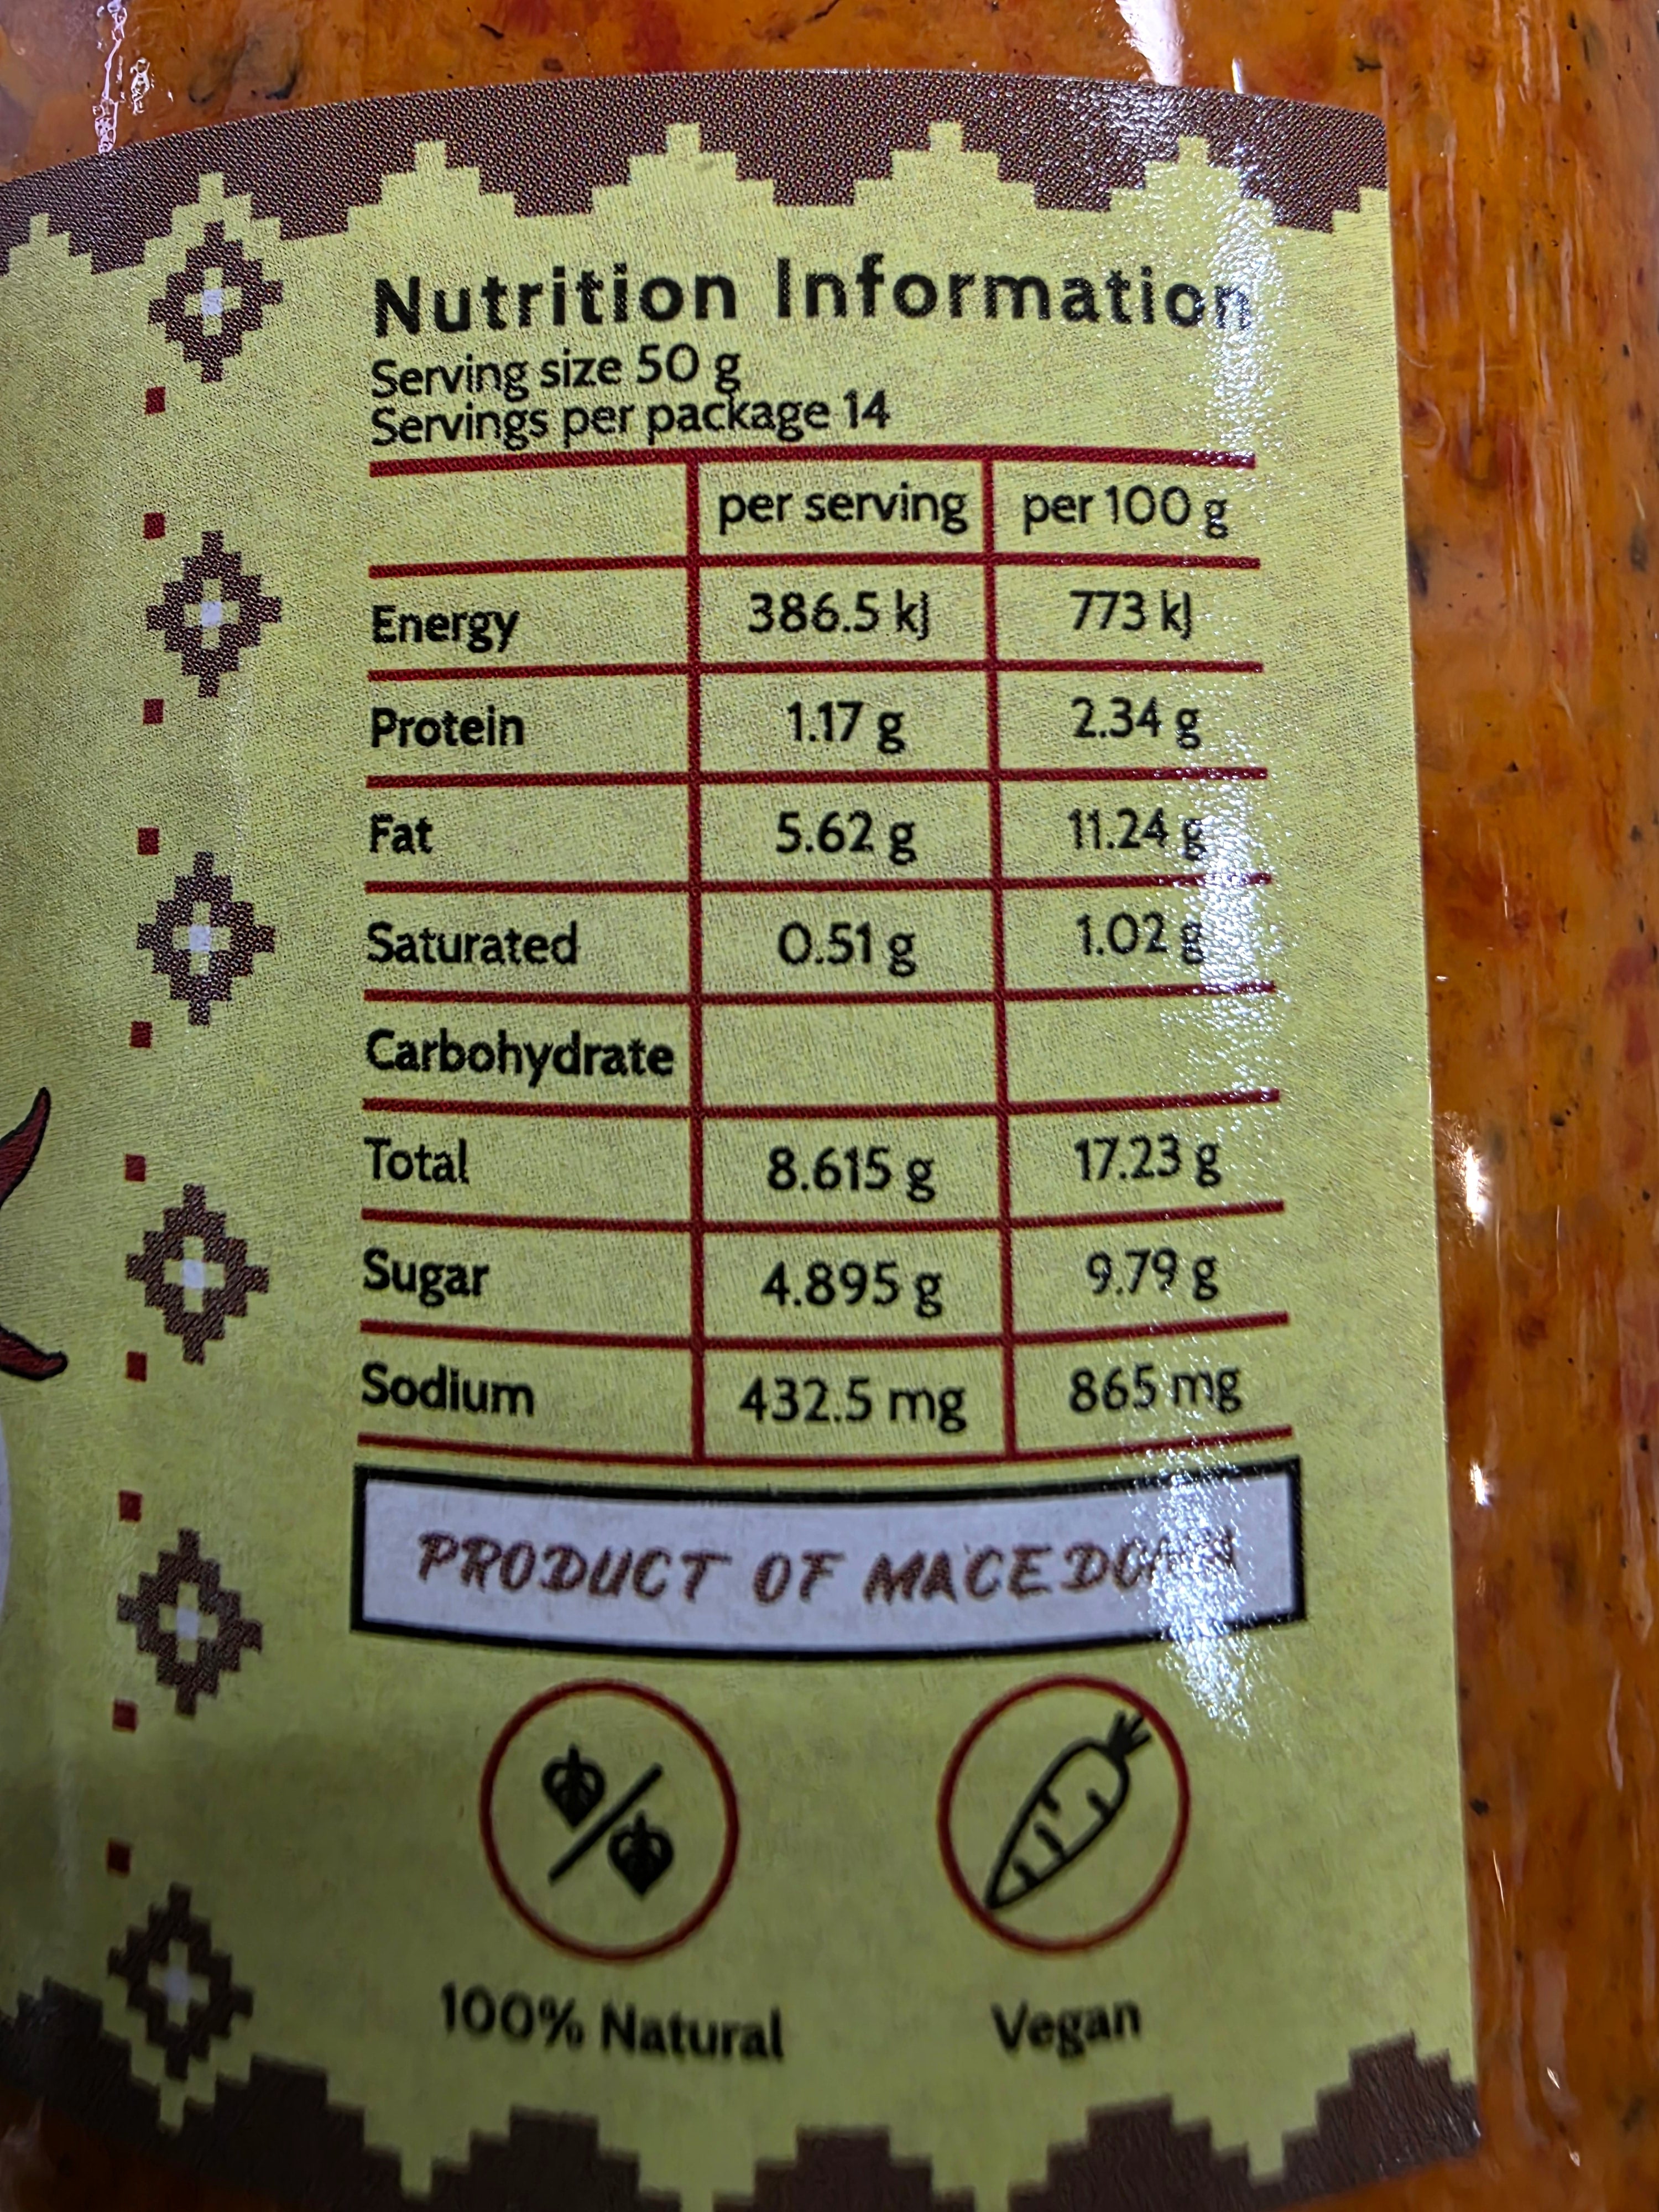 Nutrition Information
Serving size 50 g
Servings per package 14
per serving per 100 g
Energy 386.5 kJ 773 kJ
Protein 1.17 g 2.34 g
Fat 5.62 g 11.24 g
Saturated 0.51 g 1.02 g
Carbohydrate
Total 8.615 g 17.23 g
Sugar 4.895 g 9.79 g
Sodium 432.5 mg 865 mg
PRODUCT OF MACEDONIA
100% Natural Vegan